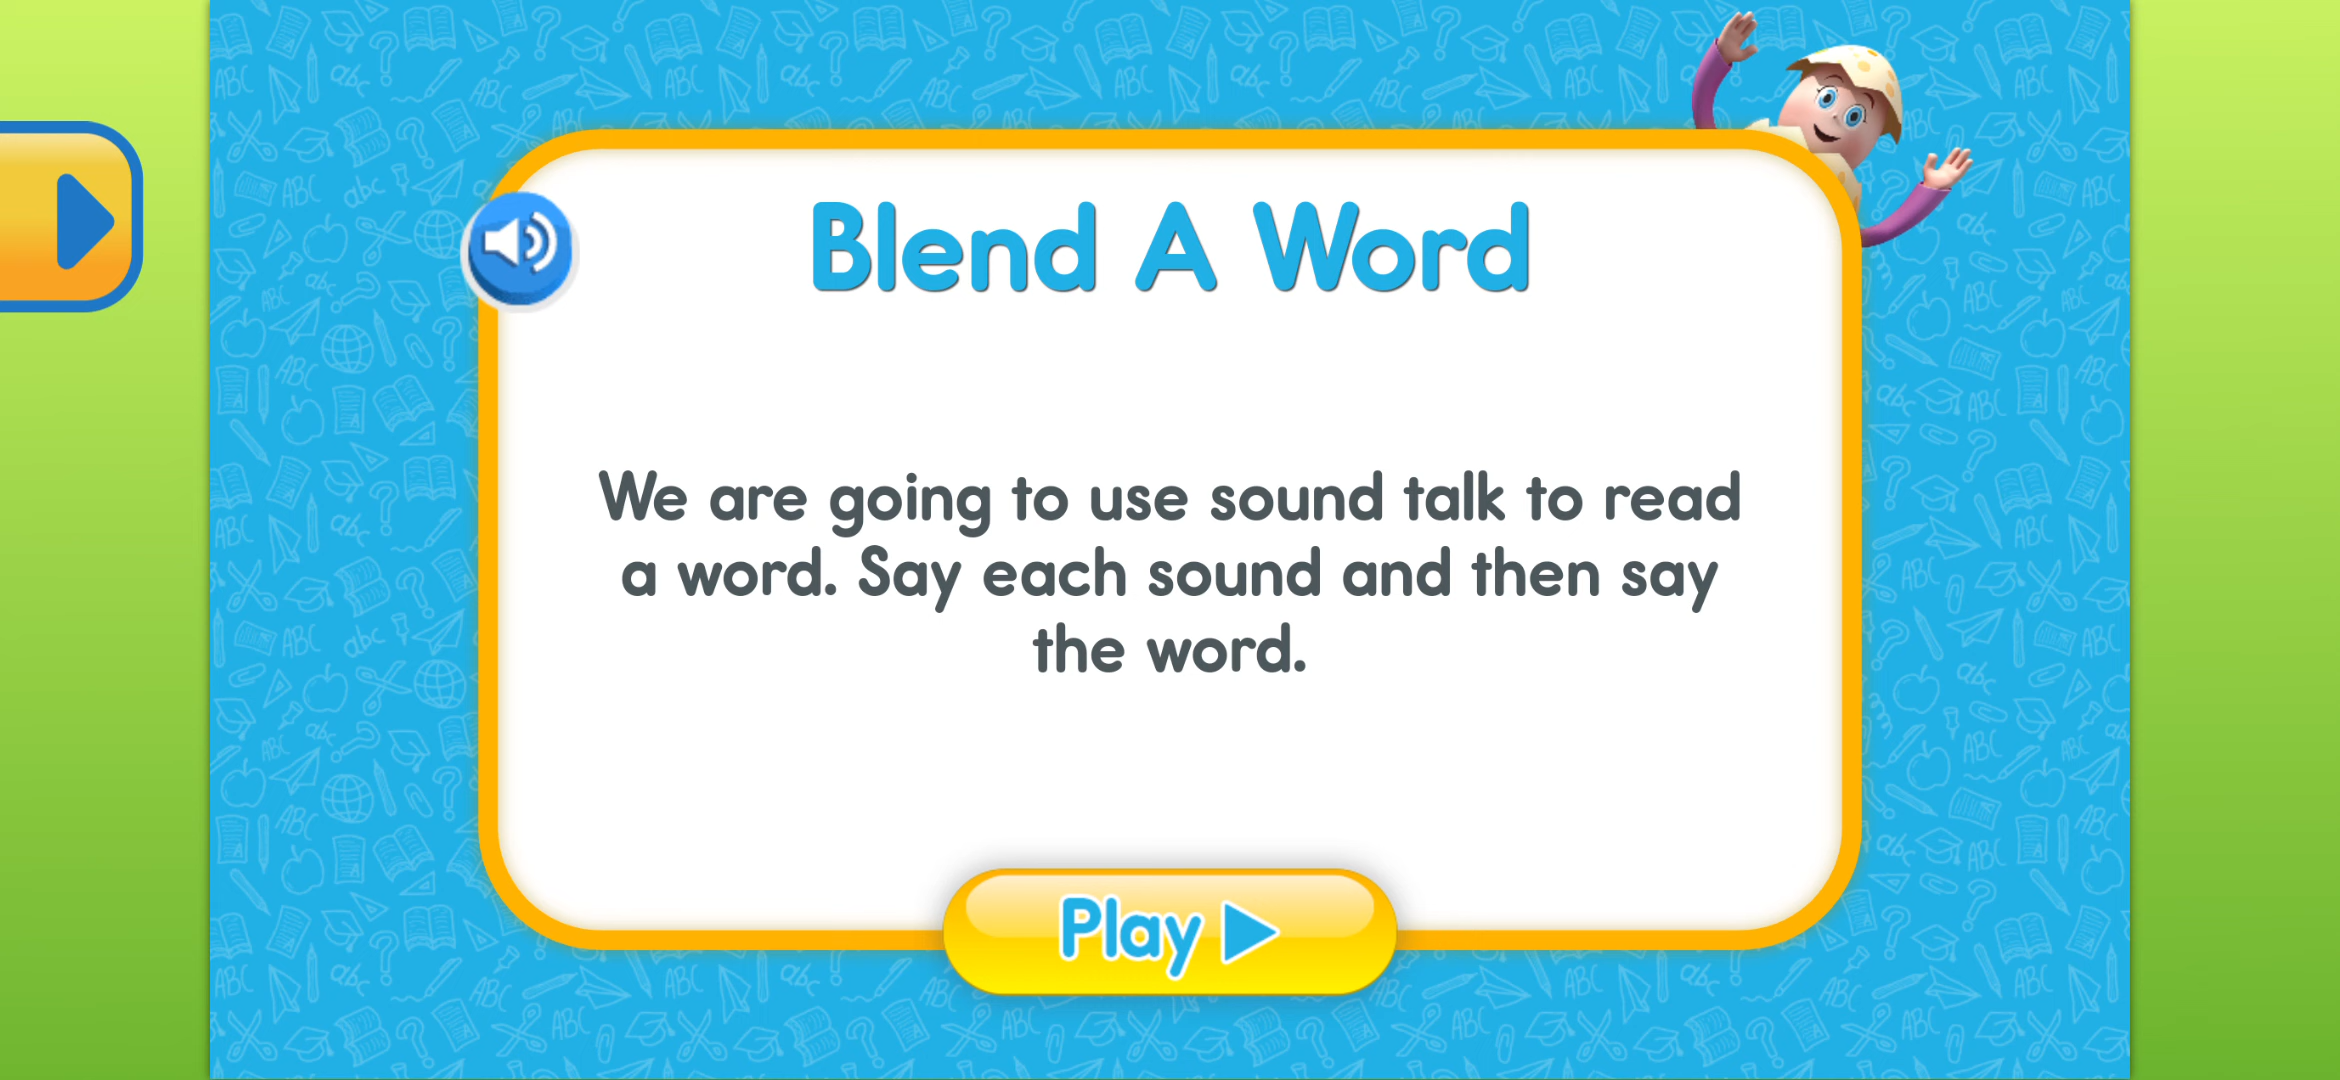 Blend A Word
We are going to use sound talk to read
a word. Say each sound and then say
the word.
Play